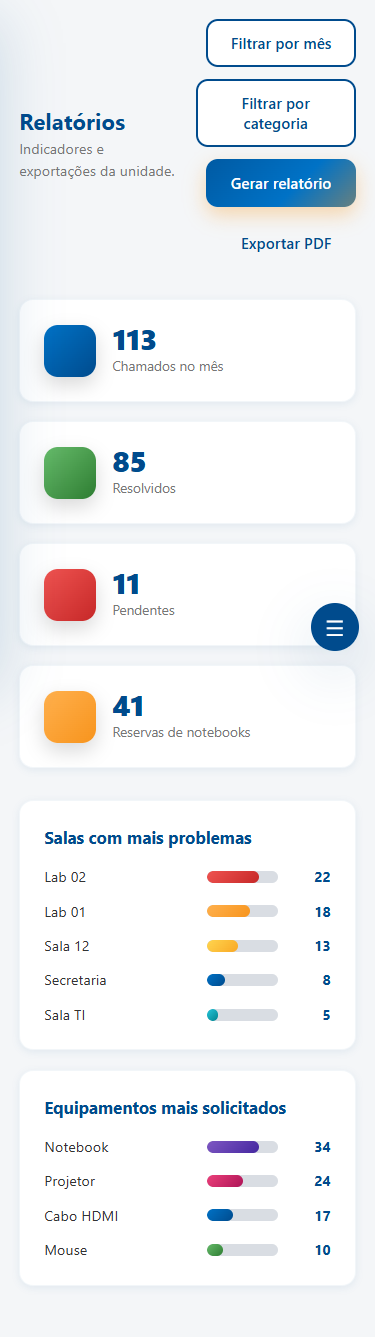 Relatórios
Indicadores e
exportações da unidade.
Filtrar por mês
Filtrar por
categoria
Gerar relatório
Exportar PDF
113
Chamados no mês
85
Resolvidos
11
Pendentes
41
Reservas de notebooks
Salas com mais problemas
Lab 02 22
Lab 01 18
Sala 12 13
Secretaria 8
Sala TI 5
Equipamentos mais solicitados
Notebook 34
Projetor 24
Cabo HDMI 17
Mouse 10